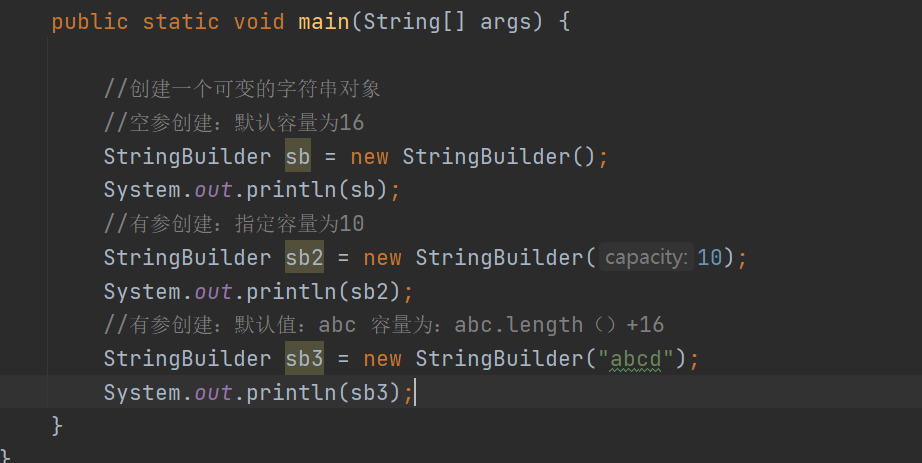 public static void main(String[] args) {
//创建一个可变的字符串对象
//空参创建：默认容量为16
StringBuilder sb = new StringBuilder();
System.out.println(sb);
//有参创建：指定容量为10
StringBuilder sb2 = new StringBuilder( capacity: 10);
System.out.println(sb2);
//有参创建：默认值：abc 容量为：abc.length（）+16
StringBuilder sb3 = new StringBuilder("abcd");
System.out.println(sb3);
}
}